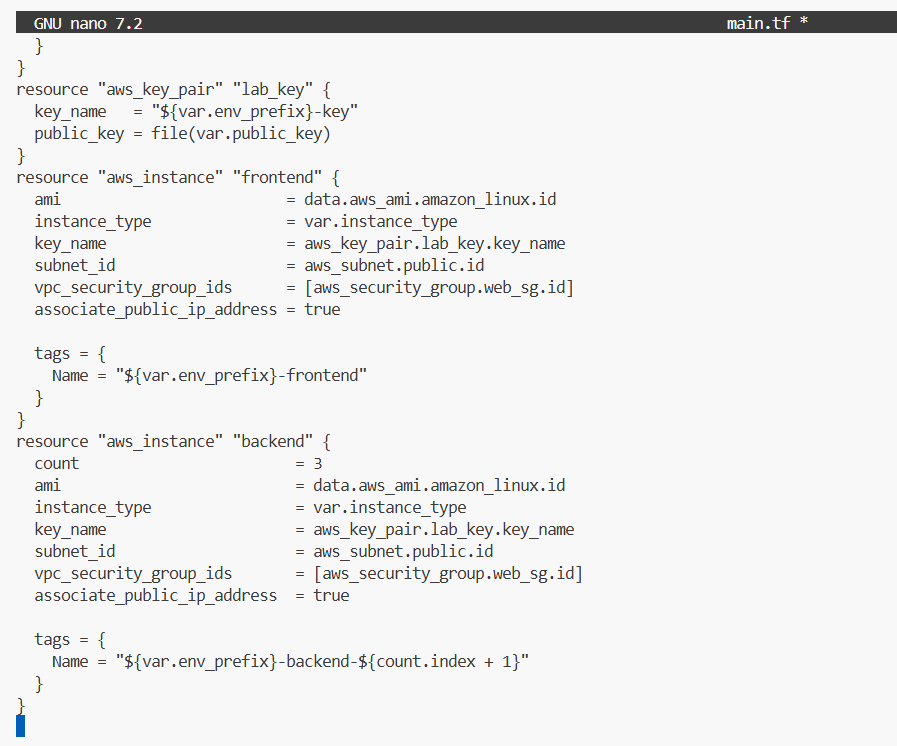 GNU nano 7.2 main.tf *
  }
}
resource "aws_key_pair" "lab_key" {
  key_name   = "${var.env_prefix}-key"
  public_key = file(var.public_key)
}
resource "aws_instance" "frontend" {
  ami                         = data.aws_ami.amazon_linux.id
  instance_type               = var.instance_type
  key_name                    = aws_key_pair.lab_key.key_name
  subnet_id                   = aws_subnet.public.id
  vpc_security_group_ids      = [aws_security_group.web_sg.id]
  associate_public_ip_address = true

  tags = {
    Name = "${var.env_prefix}-frontend"
  }
}
resource "aws_instance" "backend" {
  count                        = 3
  ami                          = data.aws_ami.amazon_linux.id
  instance_type                = var.instance_type
  key_name                     = aws_key_pair.lab_key.key_name
  subnet_id                    = aws_subnet.public.id
  vpc_security_group_ids       = [aws_security_group.web_sg.id]
  associate_public_ip_address  = true

  tags = {
    Name = "${var.env_prefix}-backend-${count.index + 1}"
  }
}